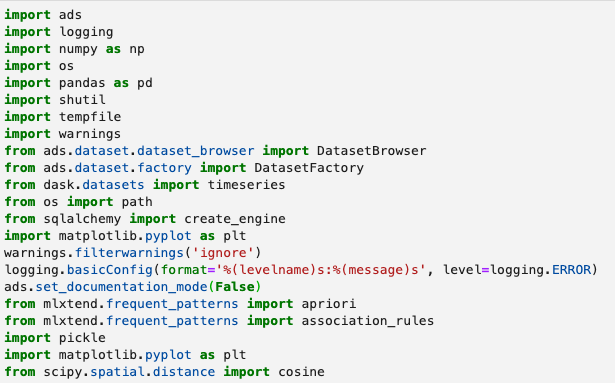 import ads
import logging
import numpy as np
import os
import pandas as pd
import shutil
import tempfile
import warnings
from ads.dataset.dataset_browser import DatasetBrowser
from ads.dataset.factory import DatasetFactory
from dask.datasets import timeseries
from os import path
from sqlalchemy import create_engine
import matplotlib.pyplot as plt
warnings.filterwarnings('ignore')
logging.basicConfig(format='%(levelname)s:%(message)s', level=logging.ERROR)
ads.set_documentation_mode(False)
from mlxtend.frequent_patterns import apriori
from mlxtend.frequent_patterns import association_rules
import pickle
import matplotlib.pyplot as plt
from scipy.spatial.distance import cosine